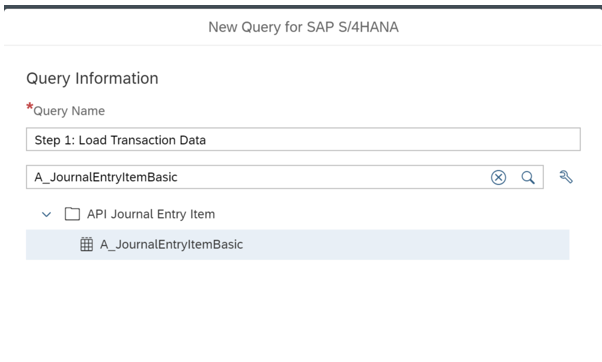 New Query for SAP S/4HANA
Query Information
*Query Name
Step 1: Load Transaction Data
A_JournalEntryItemBasic
API Journal Entry Item
A_JournalEntryItemBasic